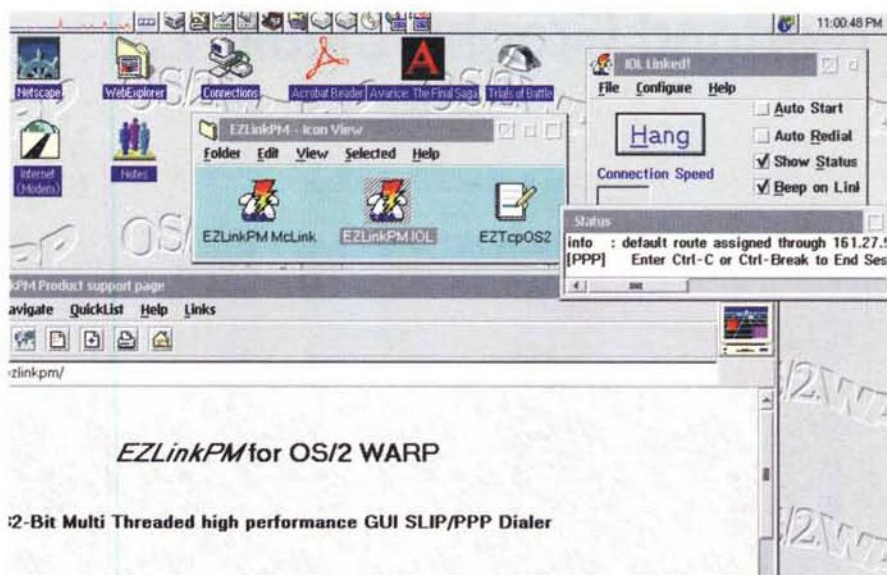 11:00:48 PM
Netscape
WebExplorer
Connections
Acrobat Reader
Avarice: The Final Saga
Trials of Battle
Internet
(Modem)
Notes
EZLinkPM - Icon View
Folder Edit View Selected Help
EZLinkPM McLink
EZLinkPM IOL
EZTcpOS2
IOL Linked!
File Configure Help
Hang
Connection Speed
Auto Start
Auto Redial
Show Status
Beep on Link
Status
info : default route assigned through 161.27.9
[PPP] Enter Ctrl-C or Ctrl-Break to End Ses
kPM Product support page
avigate QuickList Help Links
zlinkpm/
EZLinkPM for OS/2 WARP
2-Bit Multi Threaded high performance GUI SLIP/PPP Dialer